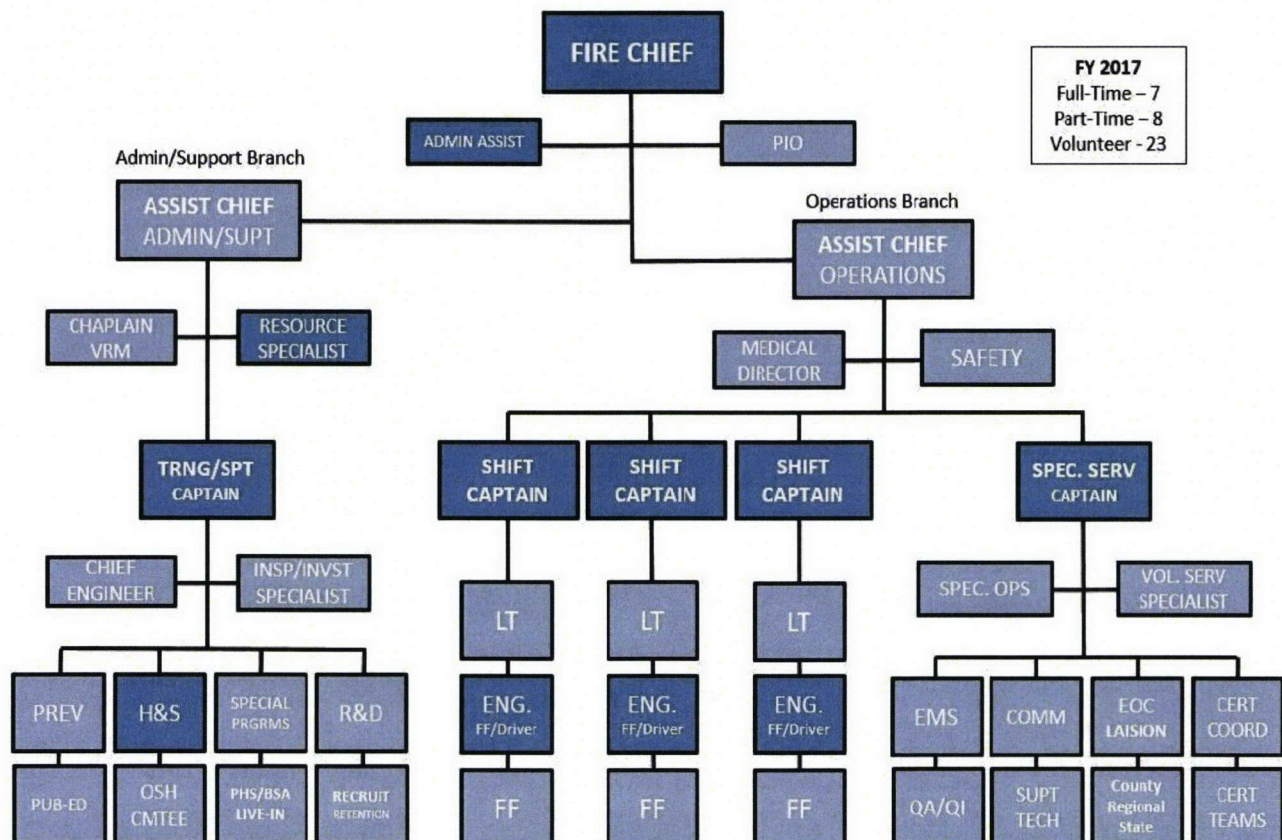 FIRE CHIEF
FY 2017
Full-Time – 7
Part-Time – 8
Volunteer - 23
ADMIN ASSIST
PIO
Admin/Support Branch
ASSIST CHIEF
ADMIN/SUPT
Operations Branch
ASSIST CHIEF
OPERATIONS
CHAPLAIN
VRM
RESOURCE
SPECIALIST
MEDICAL
DIRECTOR
SAFETY
TRNG/SPT
CAPTAIN
SHIFT
CAPTAIN
SHIFT
CAPTAIN
SHIFT
CAPTAIN
SPEC. SERV
CAPTAIN
CHIEF
ENGINEER
INSP/INVST
SPECIALIST
SPEC. OPS
VOL. SERV
SPECIALIST
LT
LT
LT
PREV
H&S
SPECIAL
PRGRMS
R&D
ENG.
FF/Driver
ENG.
FF/Driver
ENG.
FF/Driver
EMS
COMM
EOC
LAISION
CERT
COORD
PUB-ED
OSH
CMTEE
PHS/BSA
LIVE-IN
RECRUIT
RETENTION
FF
FF
FF
QA/QI
SUPT
TECH
County
Regional
State
CERT
TEAMS